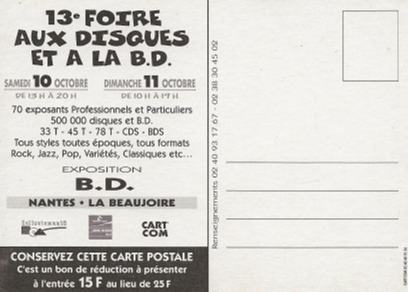 13e FOIRE
AUX DISQUES
ET A LA B.D.
SAMEDI 10 OCTOBRE DIMANCHE 11 OCTOBRE
DE 13 H À 20 H DE 10 H À 19 H
70 exposants Professionnels et Particuliers
500 000 disques et B.D.
33 T - 45 T - 78 T - CDS - BDS
Tous styles toutes époques, tous formats
Rock, Jazz, Pop, Variétés, Classiques etc...
EXPOSITION
B.D.
NANTES • LA BEAUJOIRE
CART' COM
CONSERVEZ CETTE CARTE POSTALE
C'est un bon de réduction à présenter
à l'entrée 15 F au lieu de 25 F
Renseignements 02 40 93 17 67 - 02 38 30 45 02